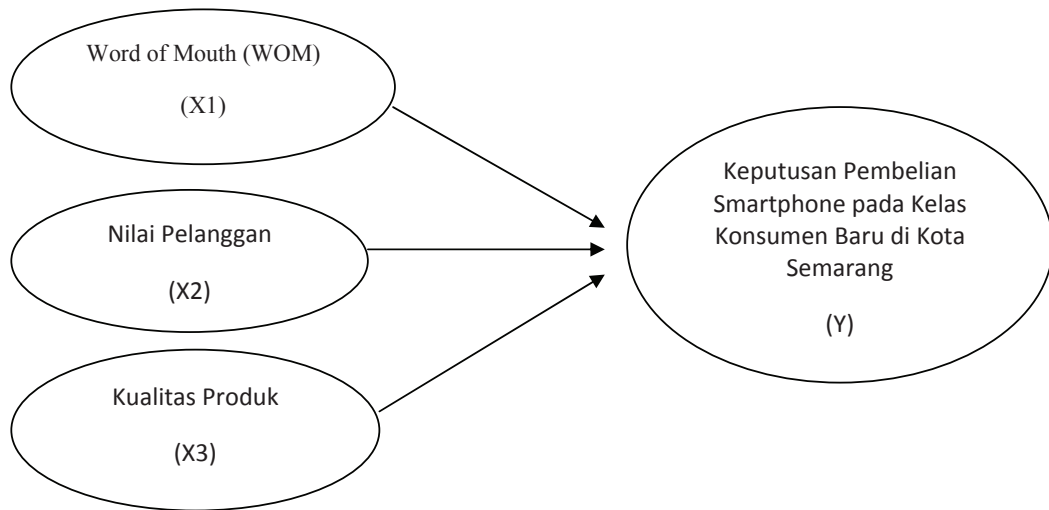 Word of Mouth (WOM)
(X1)
Nilai Pelanggan
(X2)
Kualitas Produk
(X3)
Keputusan Pembelian
Smartphone pada Kelas
Konsumen Baru di Kota
Semarang
(Y)